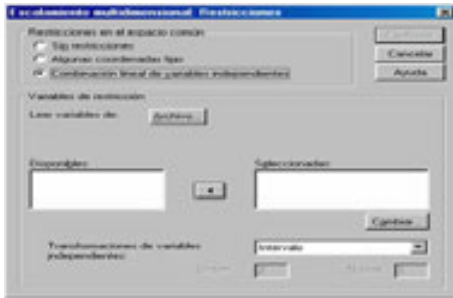 Escalamiento multidimensional: Restricciones
Restricciones en el espacio común
Sin restricciones
Algunas coordenadas fijas
Combinación lineal de variables independientes
Continuar
Cancelar
Ayuda
Variables de restricción
Leer variables de:
Archivo...
Disponibles:
Seleccionadas:
Cambiar
Transformaciones de variables
independientes:
Intervalo
Grado: